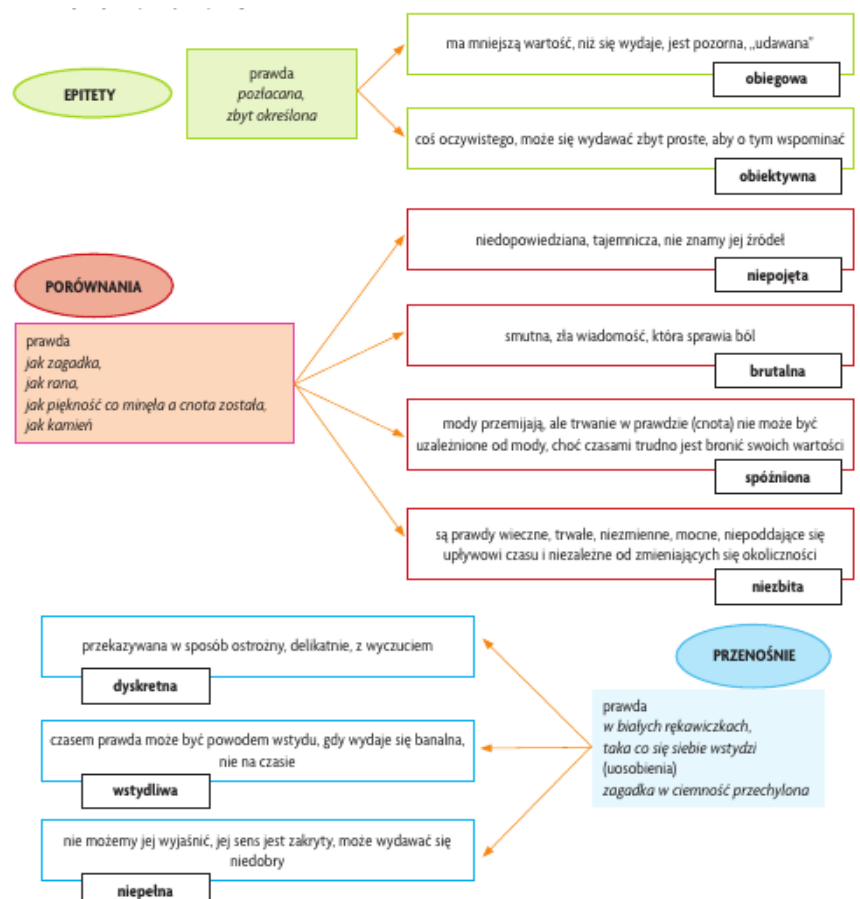 EPITETY
prawda
pozłacana,
zbyt określona
ma mniejszą wartość, niż się wydaje, jest pozorna, „udawana”
obiegowa
coś oczywistego, może się wydawać zbyt proste, aby o tym wspominać
obiektywna
PORÓWNANIA
prawda
jak zagadka,
jak rana,
jak piękność co minęła a cnota została,
jak kamień
niedopowiedziana, tajemnicza, nie znamy jej źródeł
niepojęta
smutna, zła wiadomość, która sprawia ból
brutalna
mody przemijają, ale trwanie w prawdzie (cnota) nie może być
uzależnione od mody, choć czasami trudno jest bronić swoich wartości
spóźniona
są prawdy wieczne, trwałe, niezmienne, mocne, niepoddające się
upływowi czasu i niezależne od zmieniających się okoliczności
niezbita
PRZENOŚNIE
prawda
w białych rękawiczkach,
taka co się siebie wstydzi
(uosobienia)
zagadka w ciemność przechylona
przekazywana w sposób ostrożny, delikatnie, z wyczuciem
dyskretna
czasem prawda może być powodem wstydu, gdy wydaje się banalna,
nie na czasie
wstydliwa
nie możemy jej wyjaśnić, jej sens jest zakryty, może wydawać się
niedobry
niepełna